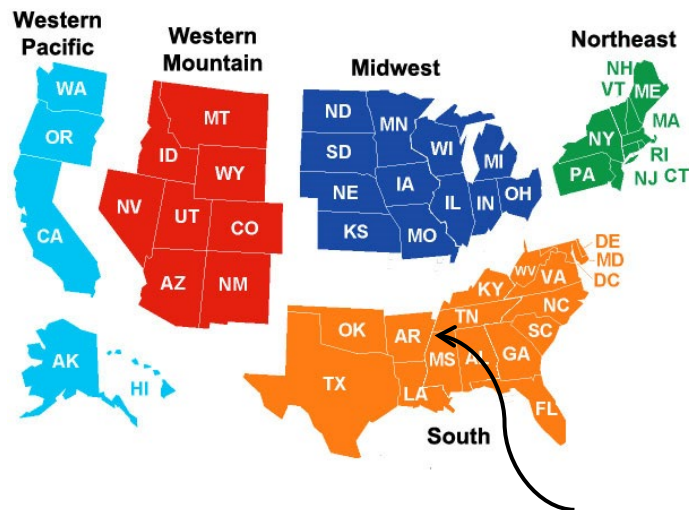 Western
Pacific
Western
Mountain
Midwest
Northeast
WA
OR
CA
AK
HI
MT
ID
WY
NV
UT
CO
AZ
NM
ND
MN
SD
WI
MI
NE
IA
IL
IN
OH
KS
MO
NH
VT
ME
MA
NY
RI
PA
NJ
CT
DE
MD
DC
WV
VA
KY
NC
TN
SC
OK
AR
MS
AL
GA
TX
LA
FL
South